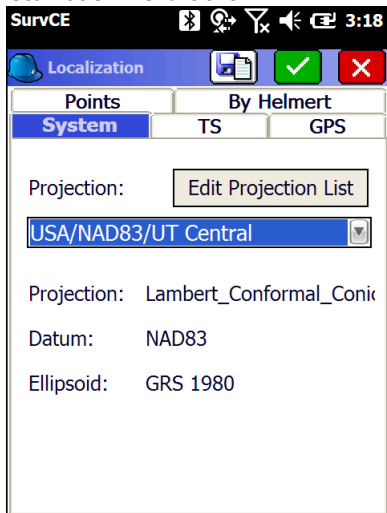 SurvCE 3:18
Localization
Points By Helmert
System TS GPS
Projection: Edit Projection List
USA/NAD83/UT Central
Projection: Lambert_Conformal_Conic
Datum: NAD83
Ellipsoid: GRS 1980